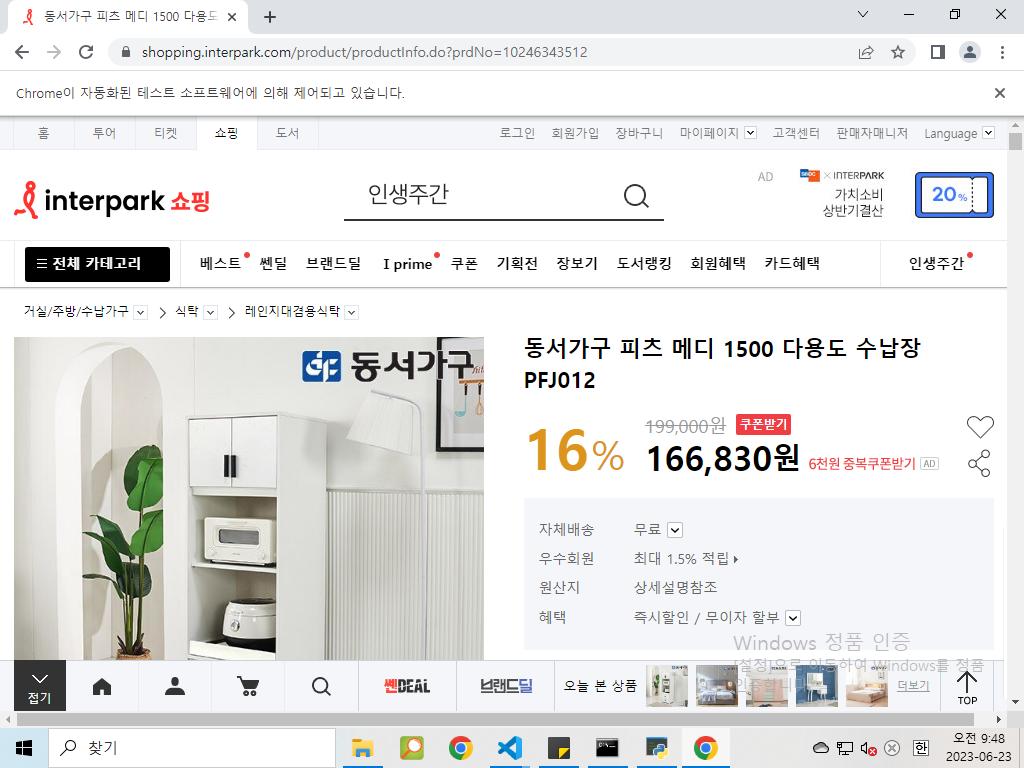 동서가구 피츠 메디 1500 다용도
shopping.interpark.com/product/productInfo.do?prdNo=10246343512
Chrome이 자동화된 테스트 소프트웨어에 의해 제어되고 있습니다.
홈 투어 티켓 쇼핑 도서 로그인 회원가입 장바구니 마이페이지 고객센터 판매자매니저 Language
interpark 쇼핑
인생주간
AD
SBDC × INTERPARK
가치소비
상반기결산
20%
전체 카테고리 베스트 쎈딜 브랜드딜 I prime 쿠폰 기획전 장보기 도서랭킹 회원혜택 카드혜택 인생주간
거실/주방/수납가구 > 식탁 > 레인지대겸용식탁
동서가구
동서가구 피츠 메디 1500 다용도 수납장
PFJ012
16%
199,000원 쿠폰받기
166,830원 6천원 중복쿠폰받기 AD
자체배송 무료
우수회원 최대 1.5% 적립
원산지 상세설명참조
혜택 즉시할인 / 무이자 할부
Windows 정품 인증
[설정]으로 이동하여 Windows를 정품
인증합니다.
접기
쎈DEAL
브랜드딜
오늘 본 상품
더보기
TOP
찾기
한
오전 9:48
2023-06-23